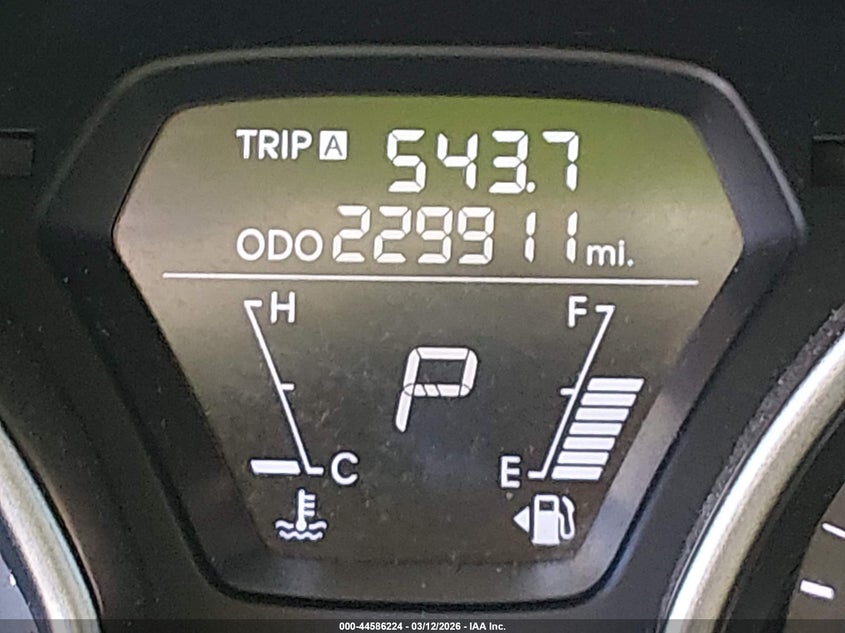 TRIP A 543.7
ODO 229911 mi.
H F
P
C E
000-44586224 - 03/12/2026 - IAA Inc.